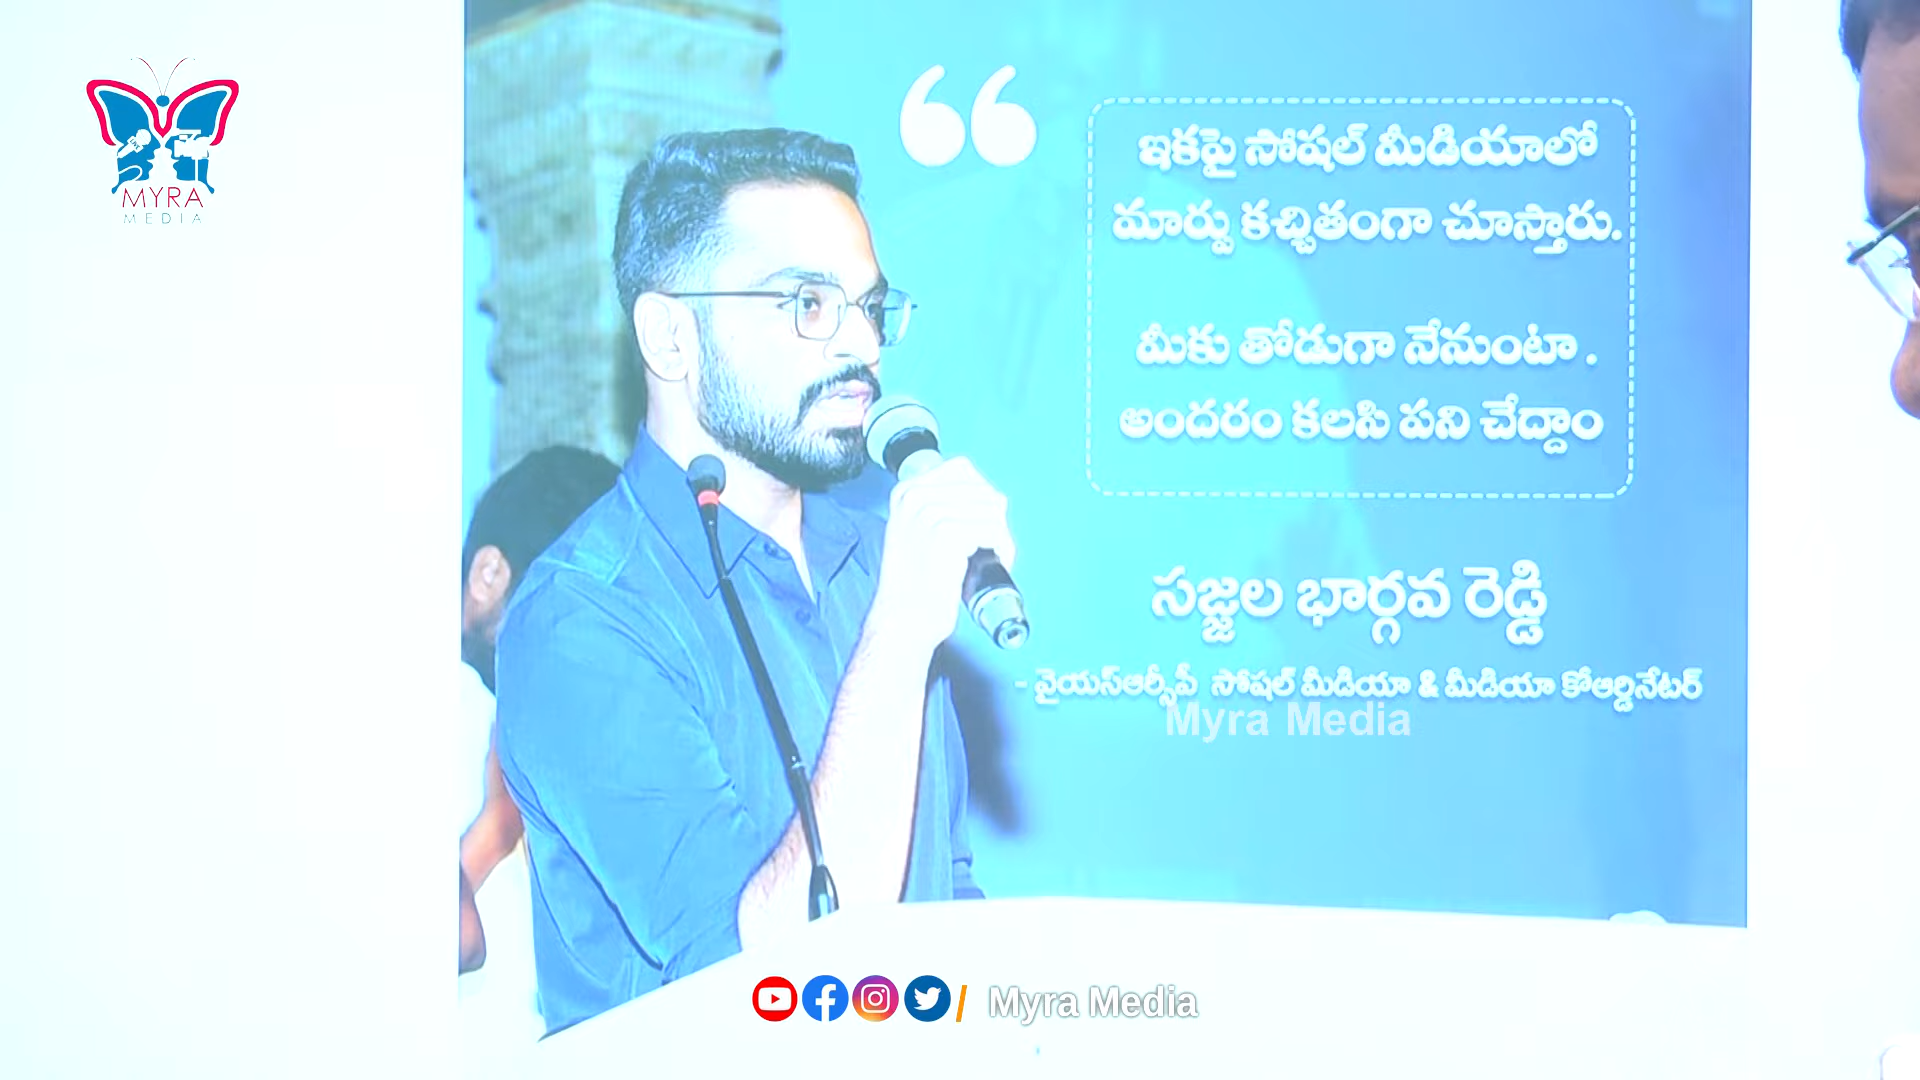 MYRA
MEDIA
ఇకపై సోషల్ మీడియాలో
మార్పు కచ్చితంగా చూస్తారు.
మీకు తోడుగా నేనుంటా .
అందరం కలసి పని చేద్దాం
సజ్జల భార్గవ రెడ్డి
- వైయస్ఆర్సీపీ సోషల్ మీడియా & మీడియా కోఆర్డినేటర్
Myra Media
/ Myra Media